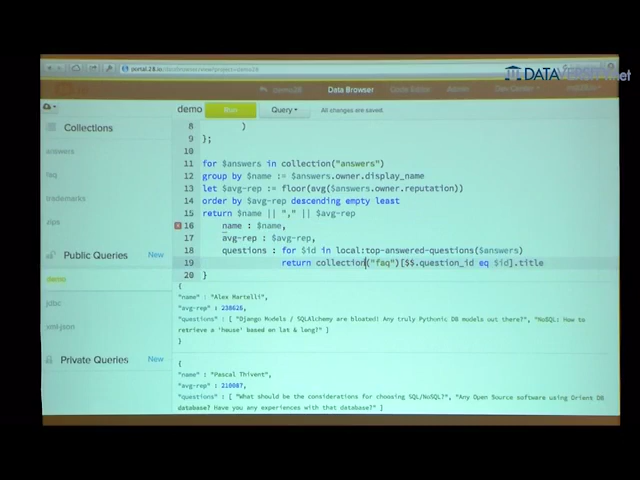 DATAVERSITY.net
demo28
Data Browser
Code Editor
Admin
Dev Center
demo
Run
Query
All changes are saved.
Collections
answers
faq
trademarks
Public Queries New
demo
jdbc
xml-json
Private Queries New
8 )
9 };
10
11 for $answers in collection("answers")
12 group by $name := $answers.owner.display_name
13 let $avg-rep := floor(avg($answers.owner.reputation))
14 order by $avg-rep descending empty least
15 return $name || "," || $avg-rep
16 name : $name,
17 avg-rep : $avg-rep,
18 questions : for $id in local:top-answered-questions($answers)
19 return collection("faq")[$$.question_id eq $id].title
20 }
{
"name" : "Alex Martelli",
"avg-rep" : 238626,
"questions" : [ "Django Models / SQLAlchemy are bloated! Any truly Pythonic DB models out there?", "NoSQL: How to
retrieve a 'house' based on lat & long?" ]
}
{
"name" : "Pascal Thivent",
"avg-rep" : 210087,
"questions" : [ "What should be the considerations for choosing SQL/NoSQL?", "Any Open Source software using Orient DB
database? Have you any experiences with that database?" ]